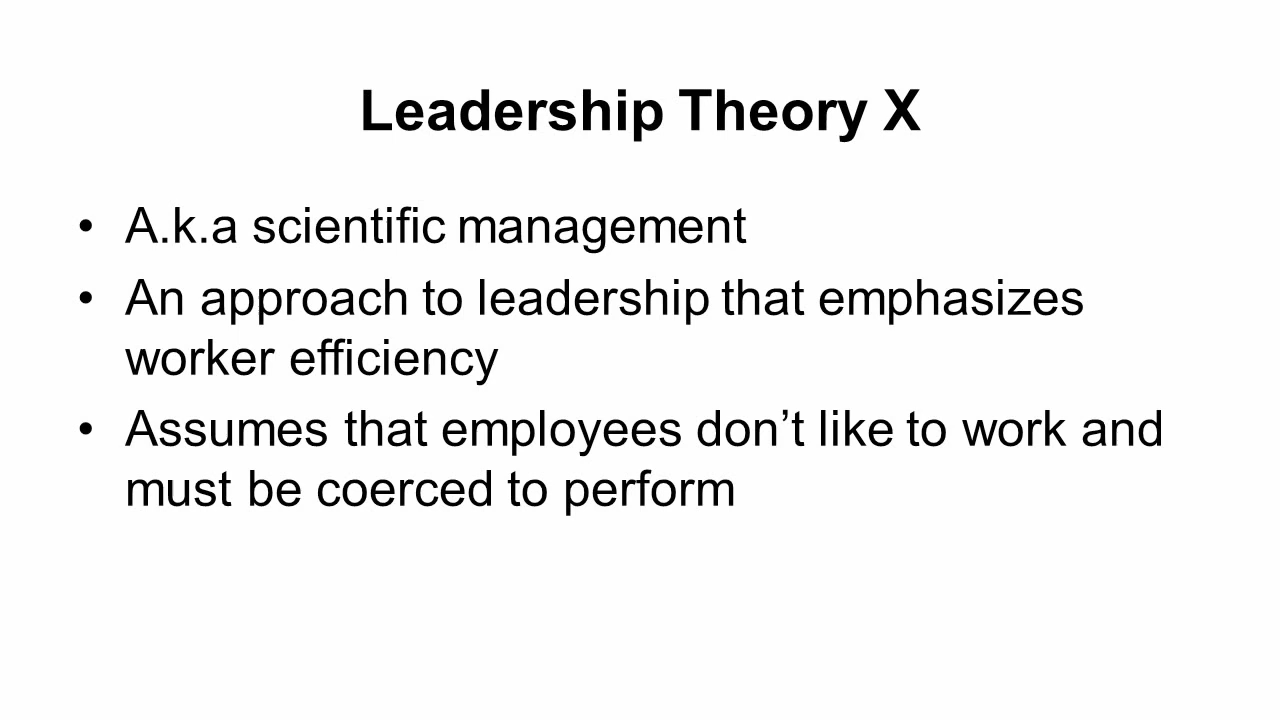 Leadership Theory X
• A.k.a scientific management
• An approach to leadership that emphasizes
worker efficiency
• Assumes that employees don’t like to work and
must be coerced to perform